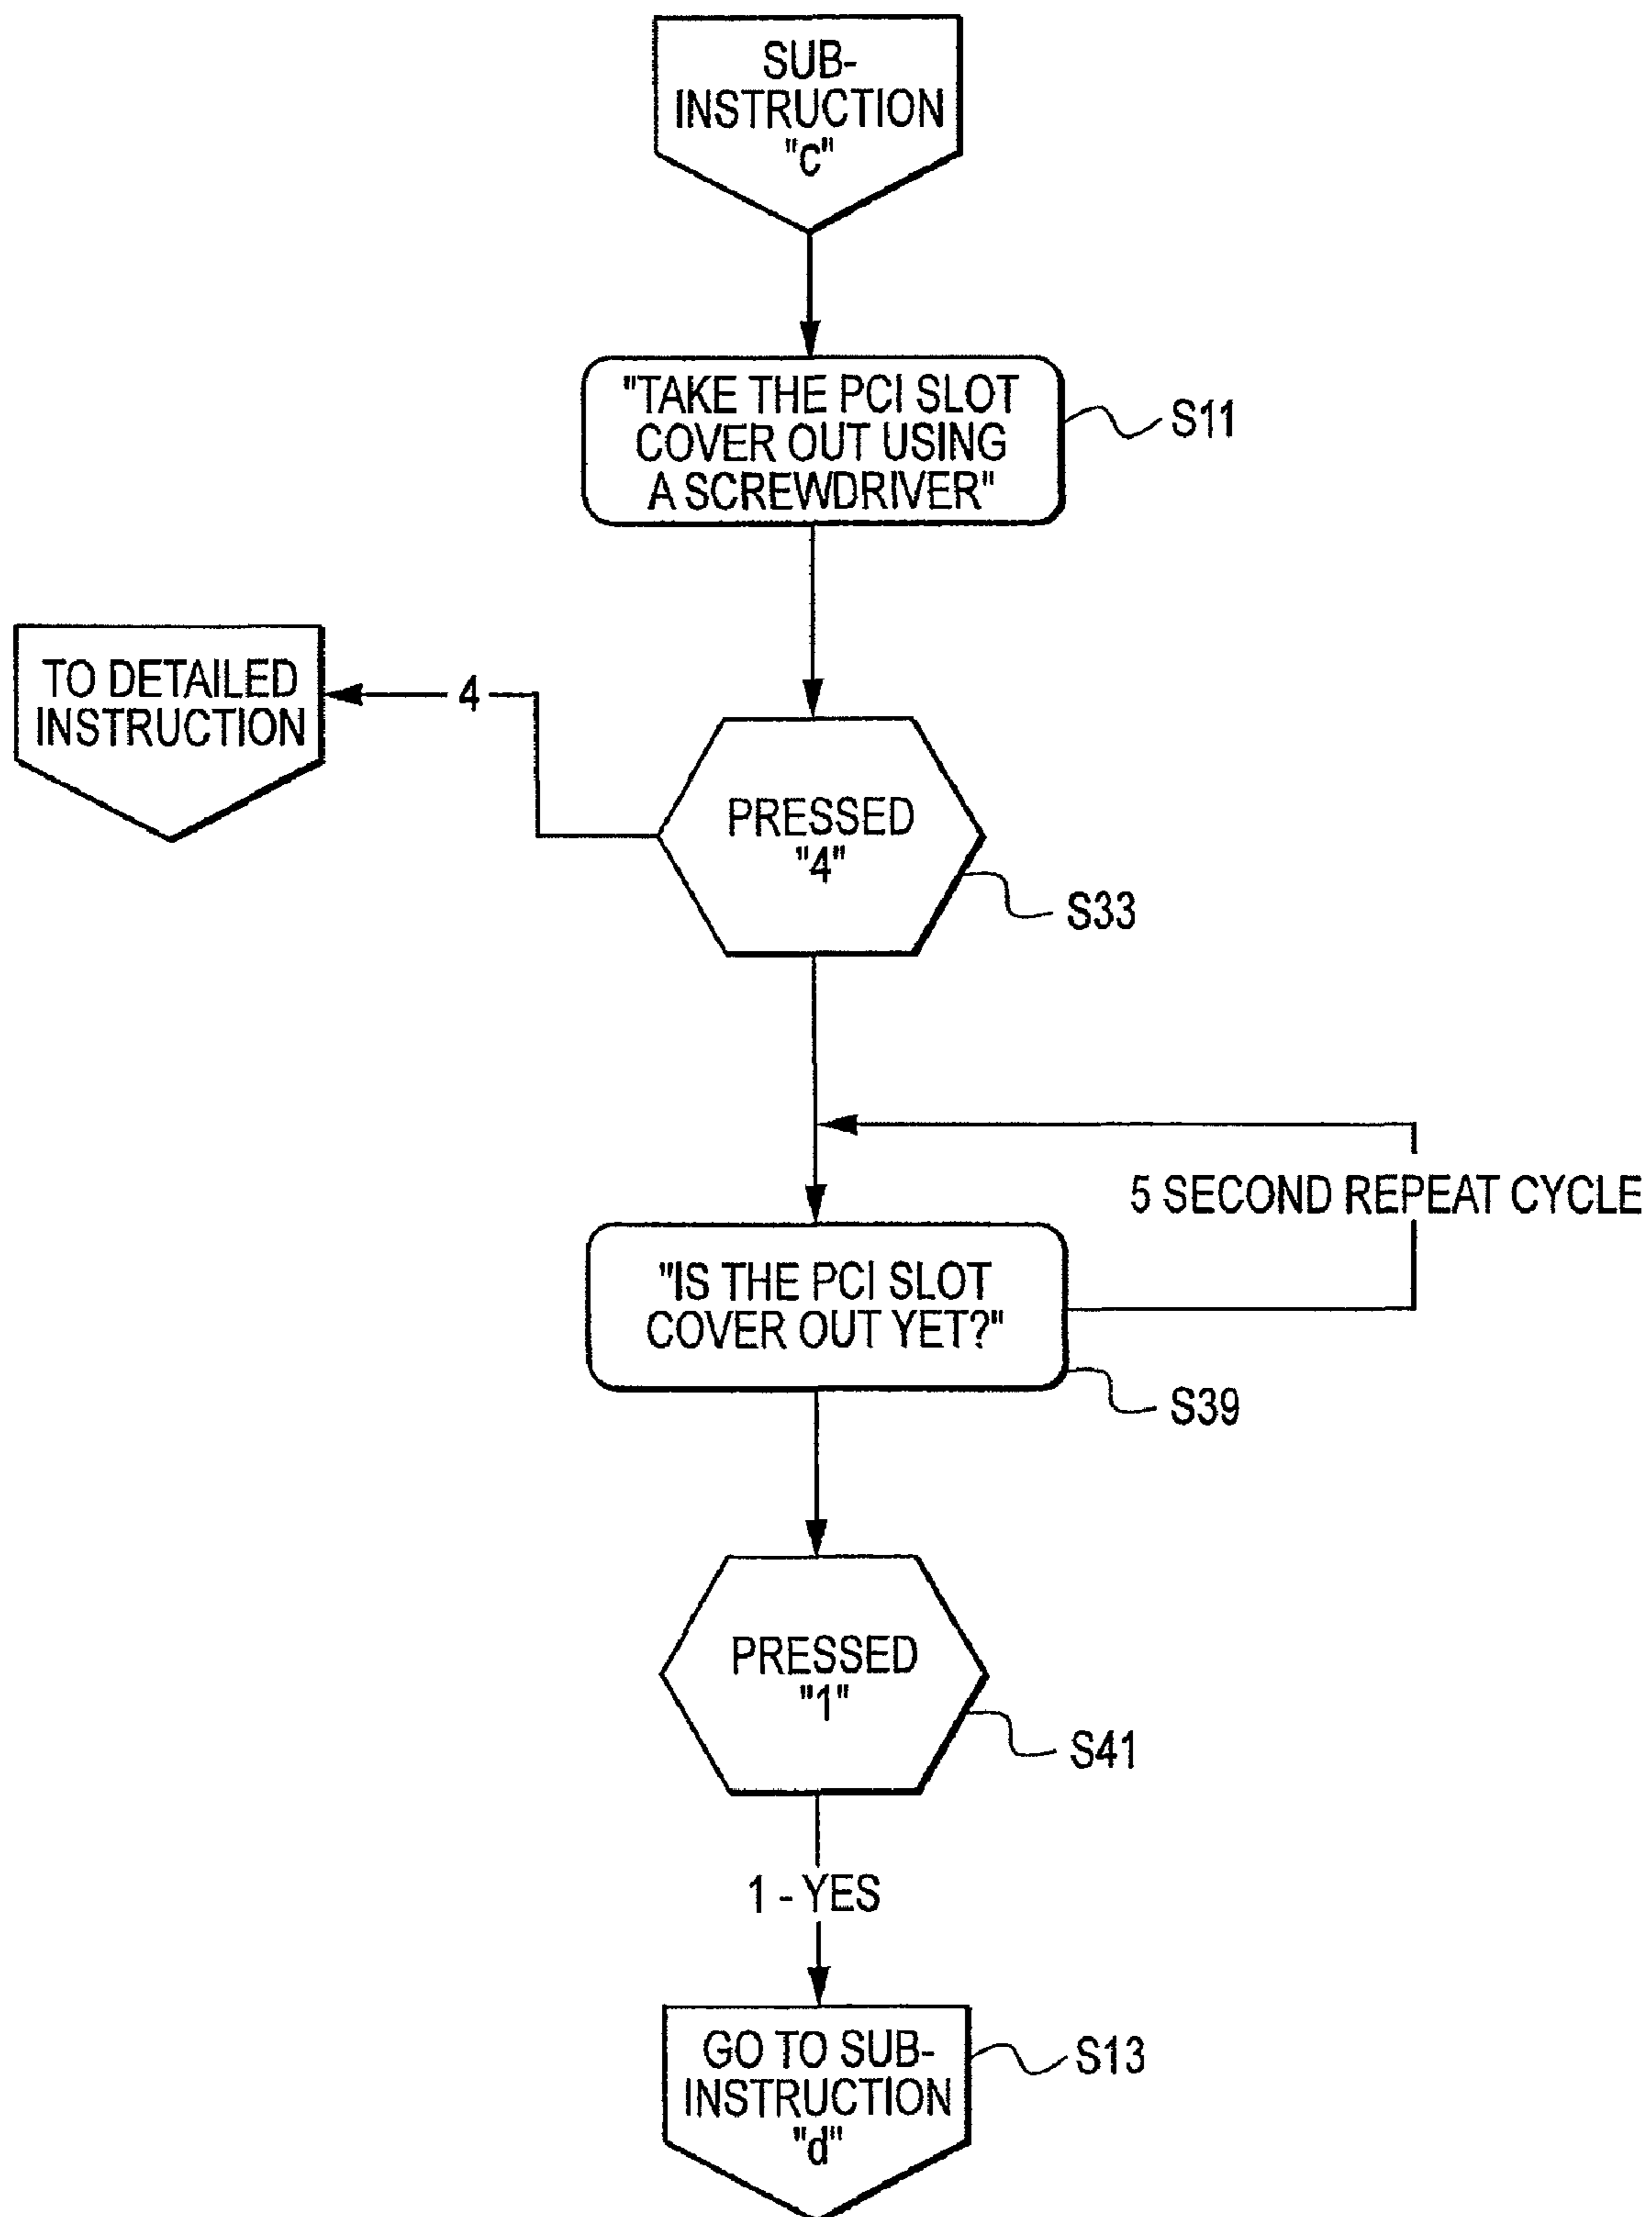 SUB-
INSTRUCTION
"c"
"TAKE THE PCI SLOT
COVER OUT USING
A SCREWDRIVER"
S11
TO DETAILED
INSTRUCTION
4
PRESSED
"4"
S33
5 SECOND REPEAT CYCLE
"IS THE PCI SLOT
COVER OUT YET?"
S39
PRESSED
"1"
S41
1 - YES
GO TO SUB-
INSTRUCTION
"d"
S13